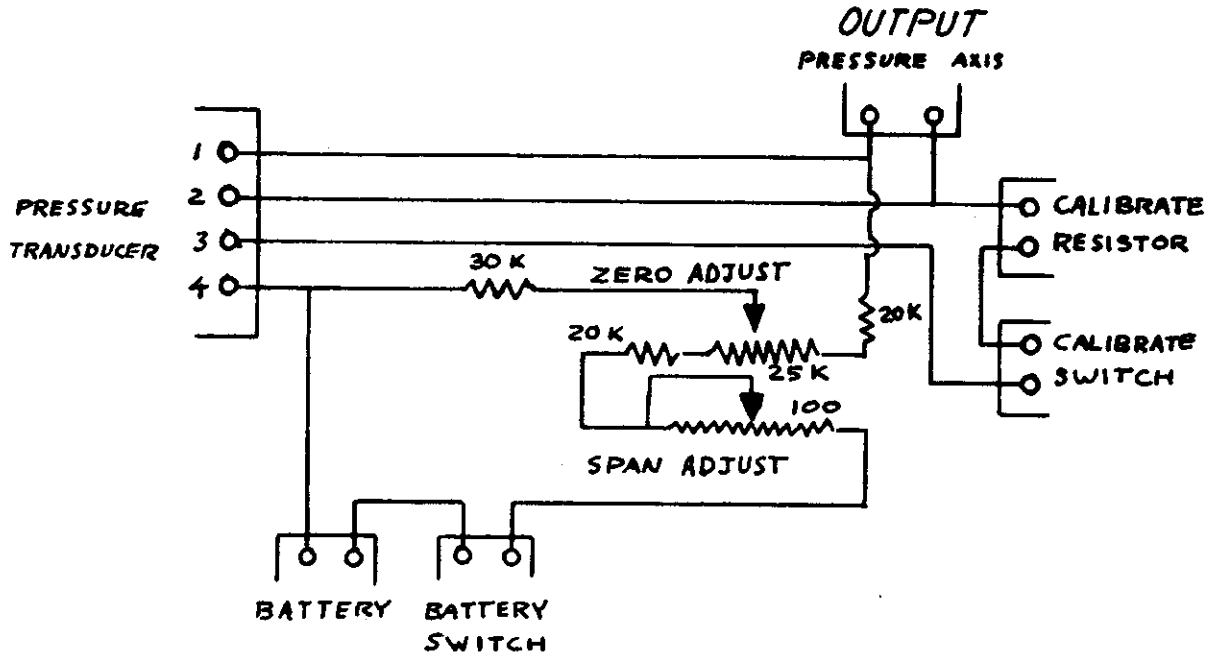 OUTPUT
PRESSURE AXIS
1
2
3
4
PRESSURE
TRANSDUCER
CALIBRATE
RESISTOR
30 K
ZERO ADJUST
20K
20K
25 K
CALIBRATE
SWITCH
100
SPAN ADJUST
BATTERY
BATTERY
SWITCH